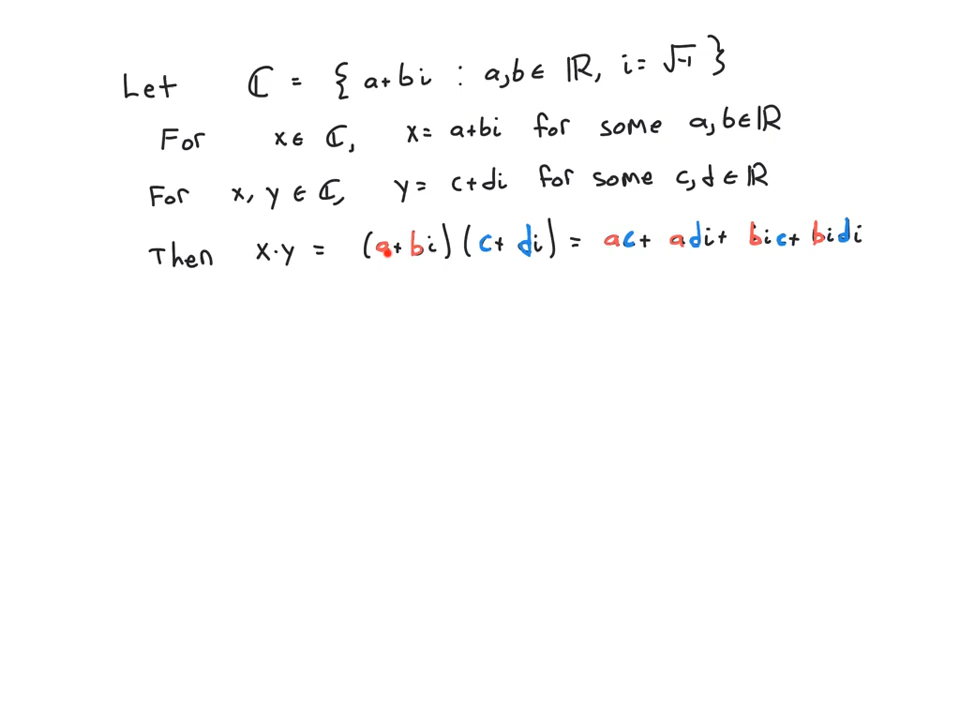 Let ℂ = { a+bi : a,b ∈ ℝ, i = √-1 }
For x ∈ ℂ, x = a+bi for some a,b ∈ ℝ
For x, y ∈ ℂ, y = c+di for some c,d ∈ ℝ
Then x·y = (a+bi)(c+di) = ac+ adi+ bic+ bidi